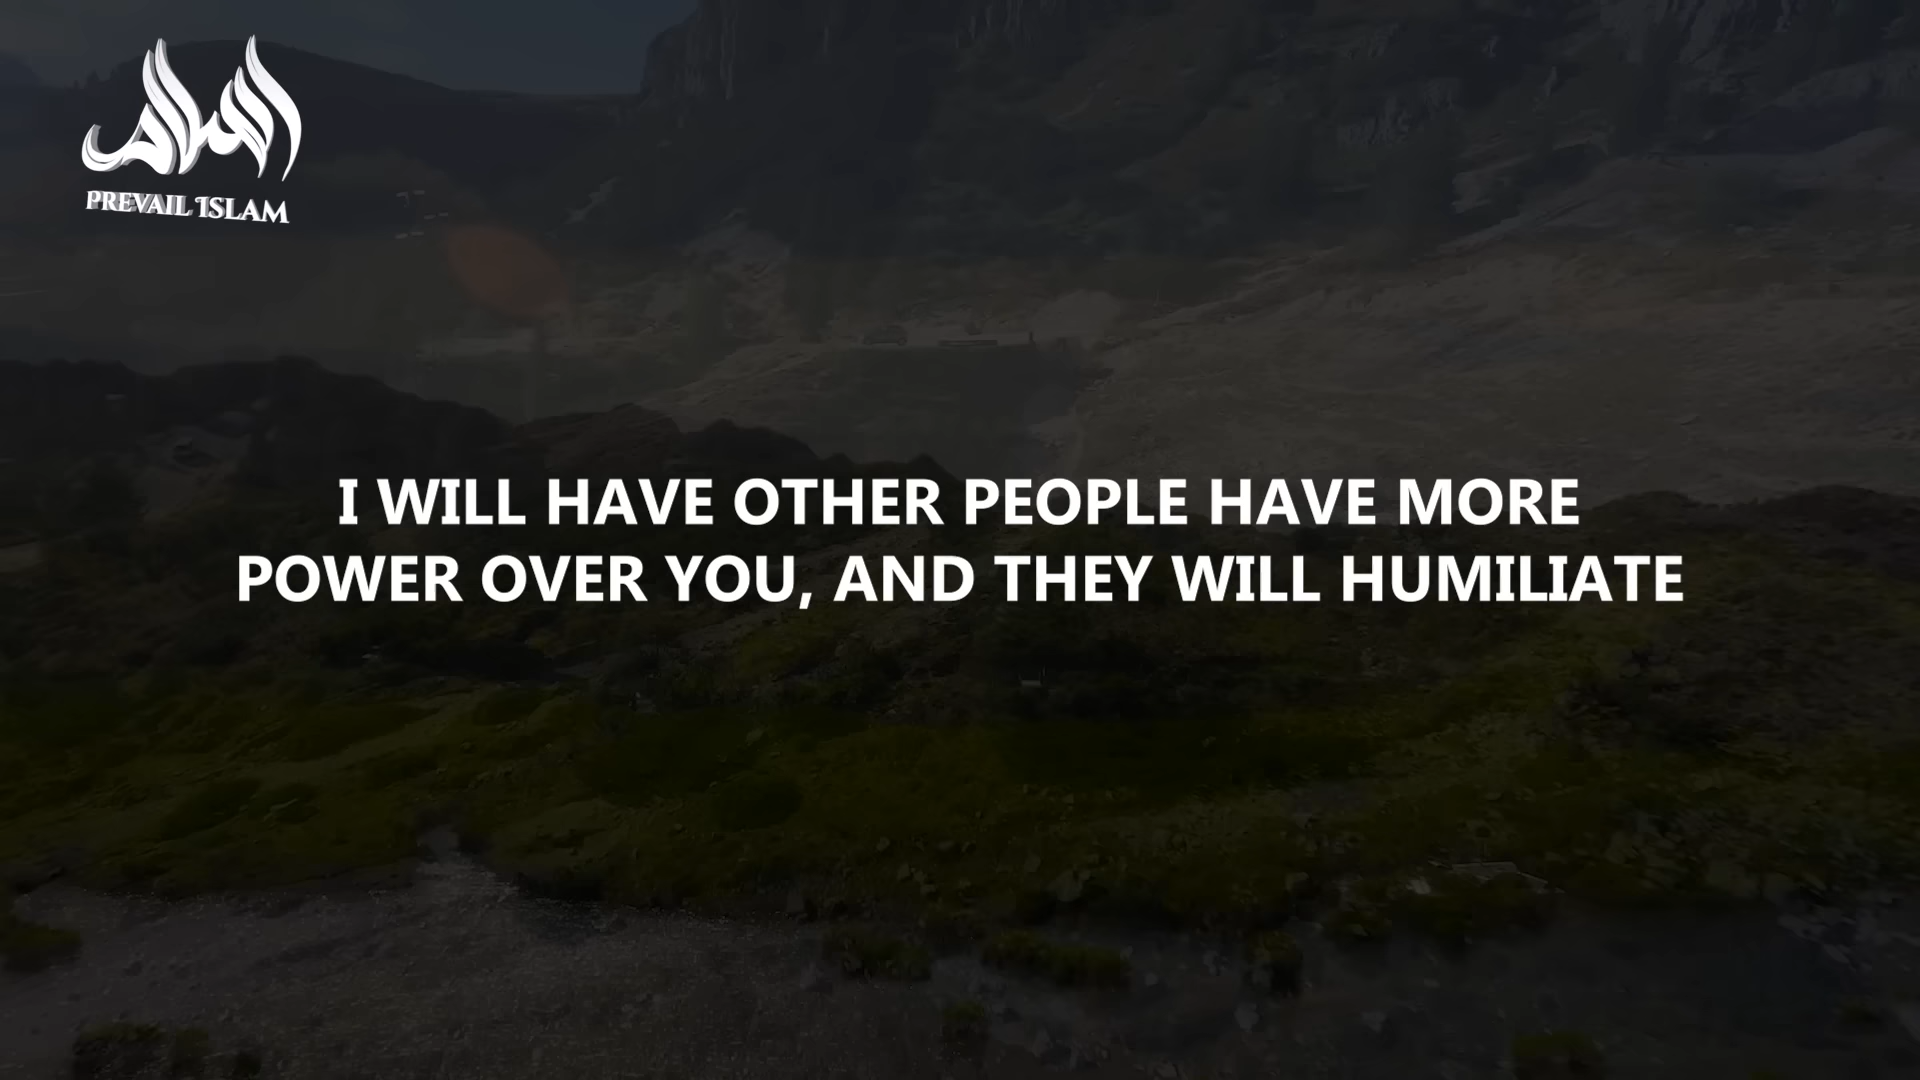 PREVAIL ISLAM
I WILL HAVE OTHER PEOPLE HAVE MORE
POWER OVER YOU, AND THEY WILL HUMILIATE